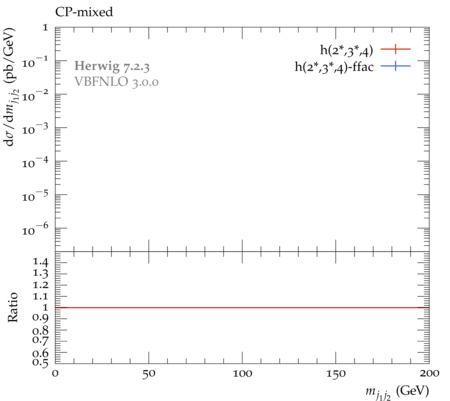 CP-mixed
dσ/dm_{j₁j₂} (pb/GeV)
1
10⁻¹
10⁻²
10⁻³
10⁻⁴
10⁻⁵
10⁻⁶
Herwig 7.2.3
VBFNLO 3.0.0
h(2*,3*,4)
h(2*,3*,4)-ffac
Ratio
1.4
1.3
1.2
1.1
1
0.9
0.8
0.7
0.6
0.5
0 50 100 150 200
m_{j₁j₂} (GeV)